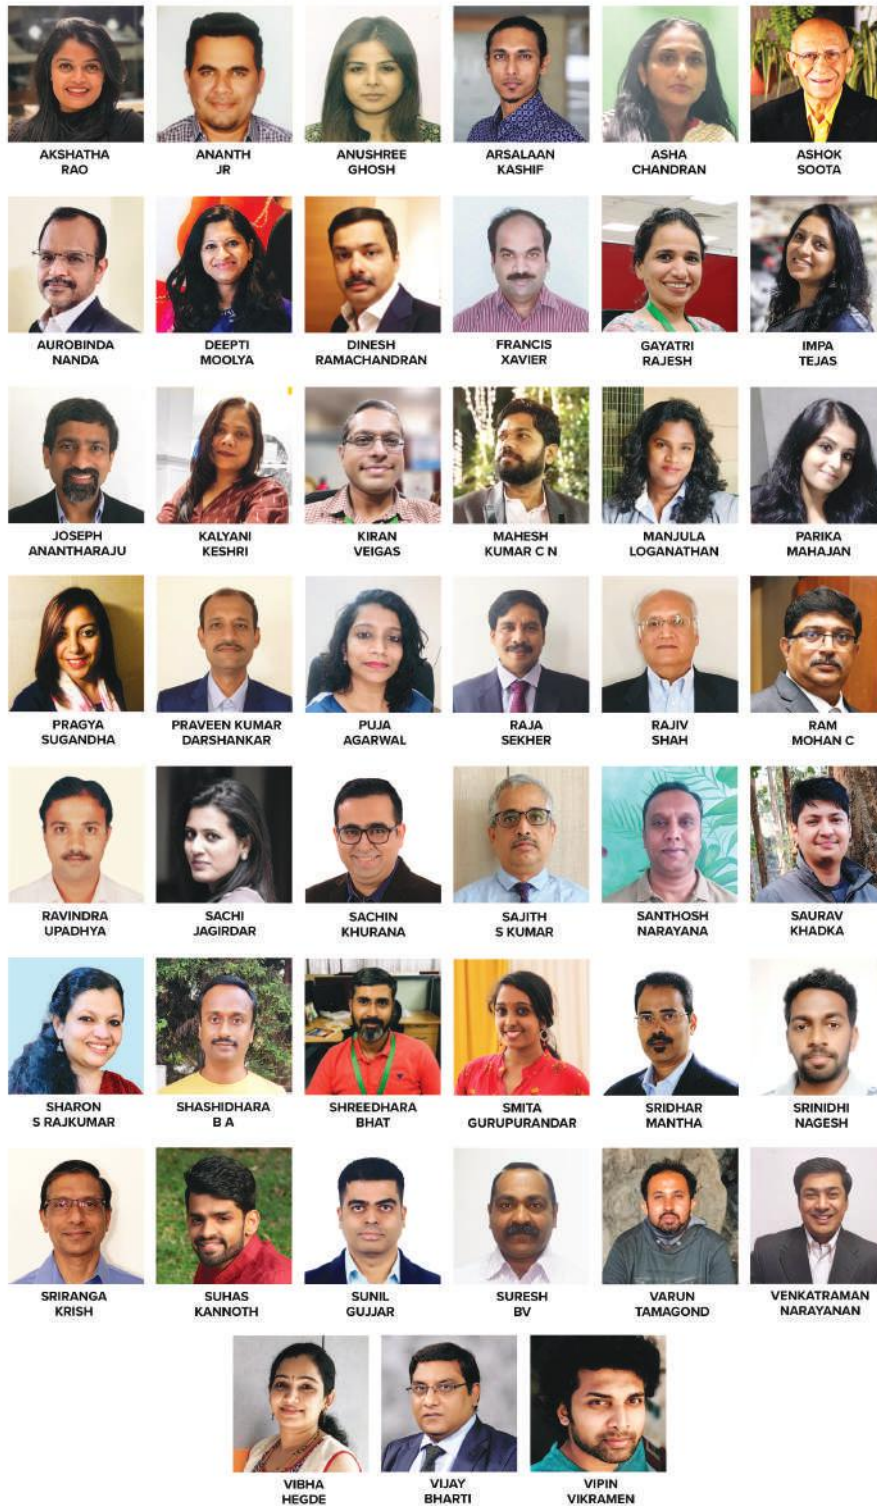 AKSHATHA
RAO
ANANTH
JR
ANUSHREE
GHOSH
ARSALAAN
KASHIF
ASHA
CHANDRAN
ASHOK
SOOTA
AUROBINDA
NANDA
DEEPTI
MOOLYA
DINESH
RAMACHANDRAN
FRANCIS
XAVIER
GAYATRI
RAJESH
IMPA
TEJAS
JOSEPH
ANANTHARAJU
KALYANI
KESHRI
KIRAN
VEIGAS
MAHESH
KUMAR C N
MANJULA
LOGANATHAN
PARIKA
MAHAJAN
PRAGYA
SUGANDHA
PRAVEEN KUMAR
DARSHANKAR
PUJA
AGARWAL
RAJA
SEKHER
RAJIV
SHAH
RAM
MOHAN C
RAVINDRA
UPADHYA
SACHI
JAGIRDAR
SACHIN
KHURANA
SAJITH
S KUMAR
SANTHOSH
NARAYANA
SAURAV
KHADKA
SHARON
S RAJKUMAR
SHASHIDHARA
B A
SHREEDHARA
BHAT
SMITA
GURUPURANDAR
SRIDHAR
MANTHA
SRINIDHI
NAGESH
SRIRANGA
KRISH
SUHAS
KANNOTH
SUNIL
GUJJAR
SURESH
BV
VARUN
TAMAGOND
VENKATRAMAN
NARAYANAN
VIBHA
HEGDE
VIJAY
BHARTI
VIPIN
VIKRAMEN